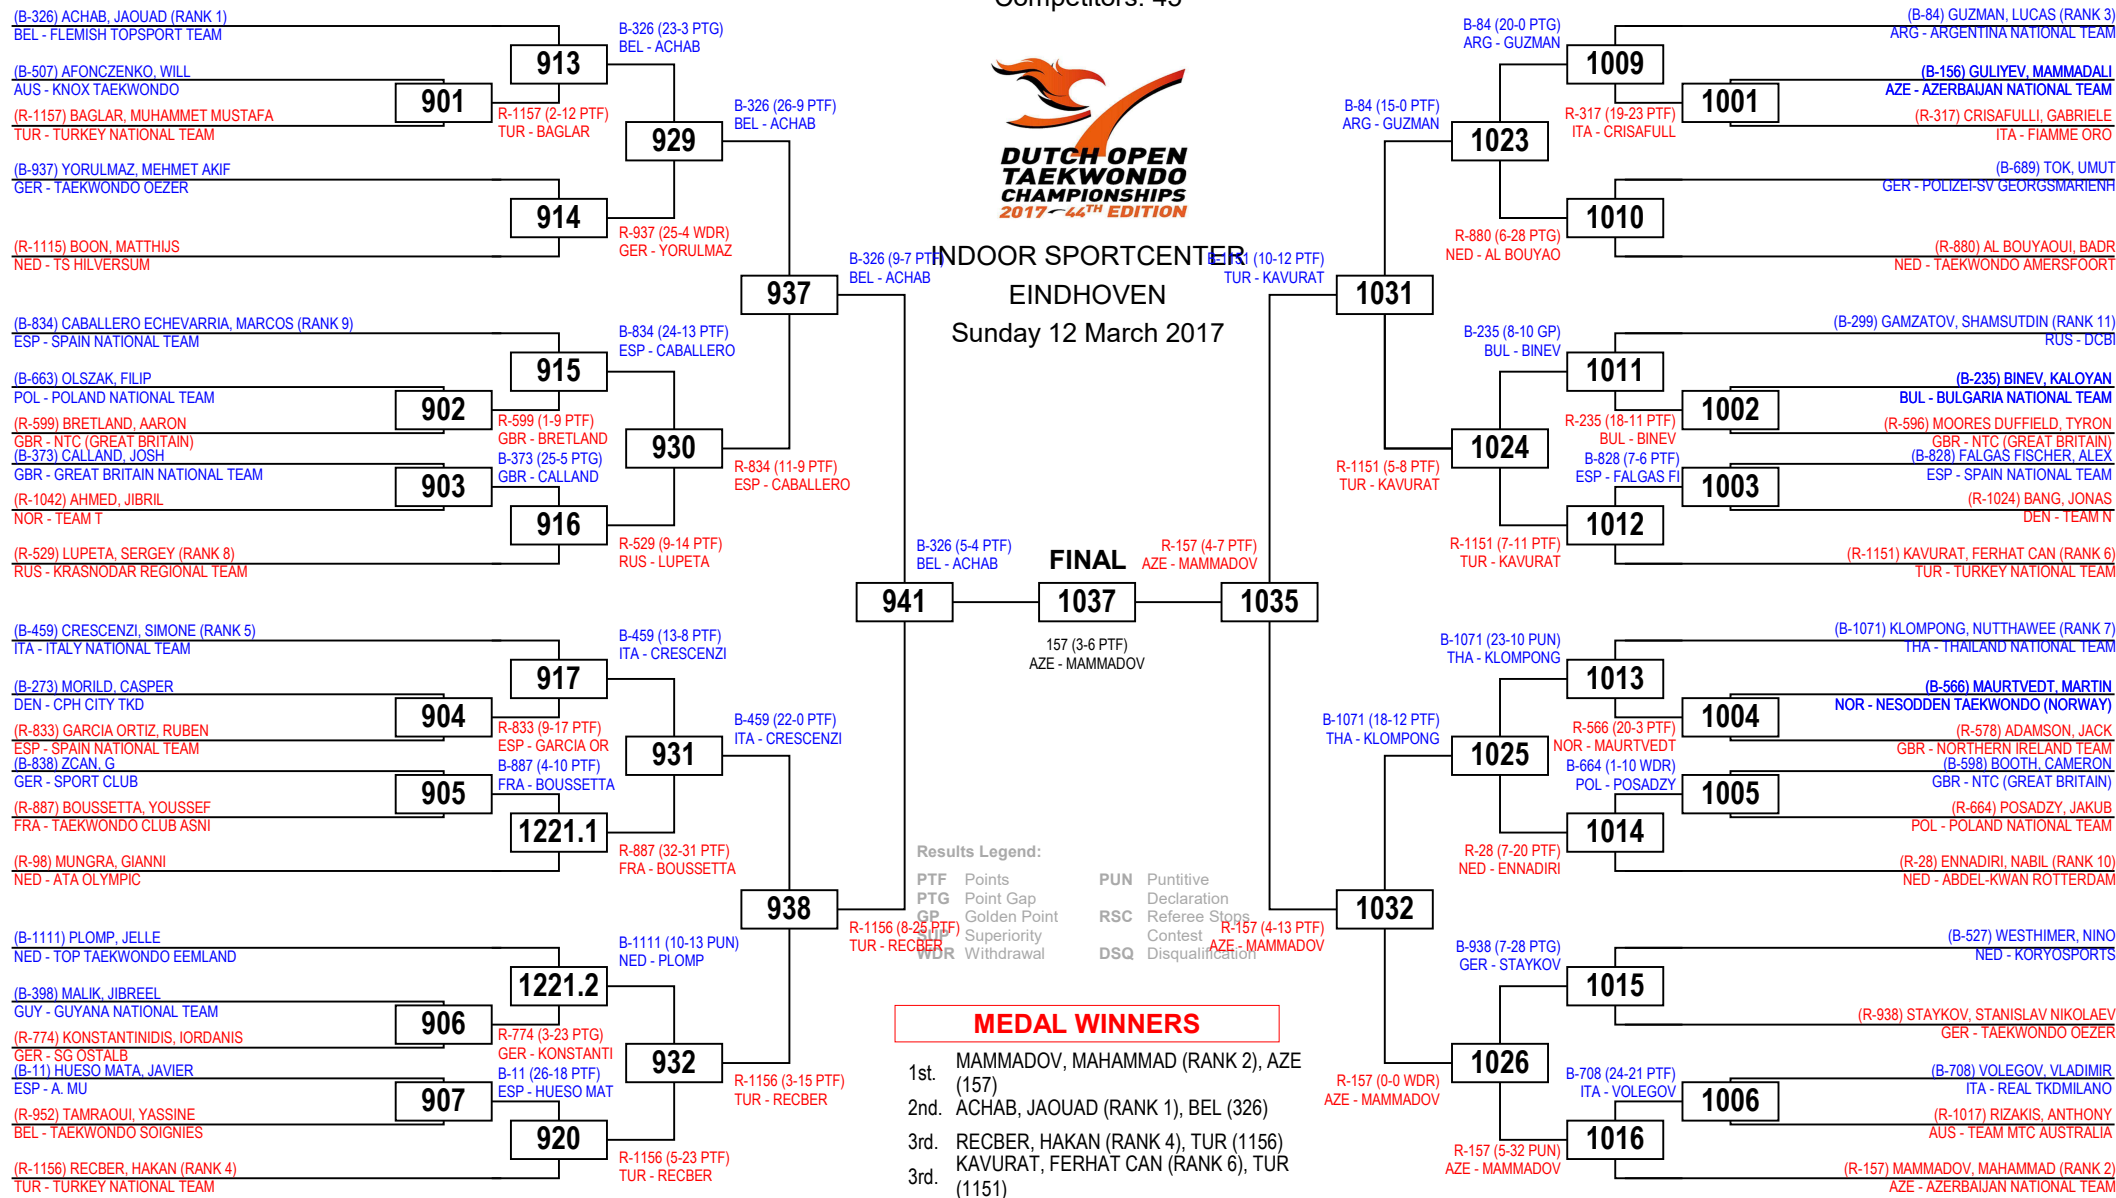 Competitors: 45
(B-326) ACHAB, JAOUAD (RANK 1)
BEL - FLEMISH TOPSPORT TEAM
(B-507) AFONCZENKO, WILL
AUS - KNOX TAEKWONDO
(R-1157) BAGLAR, MUHAMMET MUSTAFA
TUR - TURKEY NATIONAL TEAM
(B-937) YORULMAZ, MEHMET AKIF
GER - TAEKWONDO OEZER
(R-1115) BOON, MATTHIJS
NED - TS HILVERSUM
(B-834) CABALLERO ECHEVARRIA, MARCOS (RANK 9)
ESP - SPAIN NATIONAL TEAM
(B-663) OLSZAK, FILIP
POL - POLAND NATIONAL TEAM
(R-599) BRETLAND, AARON
GBR - NTC (GREAT BRITAIN)
(B-373) CALLAND, JOSH
GBR - GREAT BRITAIN NATIONAL TEAM
(R-1042) AHMED, JIBRIL
NOR - TEAM T
(R-529) LUPETA, SERGEY (RANK 8)
RUS - KRASNODAR REGIONAL TEAM
(B-459) CRESCENZI, SIMONE (RANK 5)
ITA - ITALY NATIONAL TEAM
(B-273) MORILD, CASPER
DEN - CPH CITY TKD
(R-833) GARCIA ORTIZ, RUBEN
ESP - SPAIN NATIONAL TEAM
(B-838) ZCAN, G
GER - SPORT CLUB
(R-887) BOUSSETTA, YOUSSEF
FRA - TAEKWONDO CLUB ASNI
(R-98) MUNGRA, GIANNI
NED - ATA OLYMPIC
(B-1111) PLOMP, JELLE
NED - TOP TAEKWONDO EEMLAND
(B-398) MALIK, JIBREEL
GUY - GUYANA NATIONAL TEAM
(R-774) KONSTANTINIDIS, IORDANIS
GER - SG OSTALB
(B-11) HUESO MATA, JAVIER
ESP - A. MU
(R-952) TAMRAOUI, YASSINE
BEL - TAEKWONDO SOIGNIES
(R-1156) RECBER, HAKAN (RANK 4)
TUR - TURKEY NATIONAL TEAM
901
902
903
904
905
906
907
R-1157 (2-12 PTF)
TUR - BAGLAR
R-599 (1-9 PTF)
GBR - BRETLAND
B-373 (25-5 PTG)
GBR - CALLAND
R-833 (9-17 PTF)
ESP - GARCIA OR
B-887 (4-10 PTF)
FRA - BOUSSETTA
R-774 (3-23 PTG)
GER - KONSTANTI
B-11 (26-18 PTF)
ESP - HUESO MAT
913
914
915
916
917
1221.1
1221.2
920
B-326 (23-3 PTG)
BEL - ACHAB
R-937 (25-4 WDR)
GER - YORULMAZ
B-834 (24-13 PTF)
ESP - CABALLERO
R-529 (9-14 PTF)
RUS - LUPETA
B-459 (13-8 PTF)
ITA - CRESCENZI
R-887 (32-31 PTF)
FRA - BOUSSETTA
B-1111 (10-13 PUN)
NED - PLOMP
R-1156 (5-23 PTF)
TUR - RECBER
929
930
931
932
B-326 (26-9 PTF)
BEL - ACHAB
R-834 (11-9 PTF)
ESP - CABALLERO
B-459 (22-0 PTF)
ITA - CRESCENZI
R-1156 (3-15 PTF)
TUR - RECBER
937
938
B-326 (9-7 PTF)
BEL - ACHAB
R-1156 (8-25 PTF)
TUR - RECBER
941
B-326 (5-4 PTF)
BEL - ACHAB
DUTCH OPEN
TAEKWONDO
CHAMPIONSHIPS
2017 - 44TH EDITION
INDOOR SPORTCENTER
EINDHOVEN
Sunday 12 March 2017
FINAL
1037
157 (3-6 PTF)
AZE - MAMMADOV
R-157 (4-7 PTF)
AZE - MAMMADOV
1035
B-1151 (10-12 PTF)
TUR - KAVURAT
R-157 (4-13 PTF)
AZE - MAMMADOV
1031
1032
B-84 (15-0 PTF)
ARG - GUZMAN
R-1151 (5-8 PTF)
TUR - KAVURAT
B-1071 (18-12 PTF)
THA - KLOMPONG
R-157 (0-0 WDR)
AZE - MAMMADOV
1023
1024
1025
1026
B-84 (20-0 PTG)
ARG - GUZMAN
R-880 (6-28 PTG)
NED - AL BOUYAO
B-235 (8-10 GP)
BUL - BINEV
R-1151 (7-11 PTF)
TUR - KAVURAT
B-1071 (23-10 PUN)
THA - KLOMPONG
R-28 (7-20 PTF)
NED - ENNADIRI
B-938 (7-28 PTG)
GER - STAYKOV
R-157 (5-32 PUN)
AZE - MAMMADOV
1009
1010
1011
1012
1013
1014
1015
1016
R-317 (19-23 PTF)
ITA - CRISAFULL
R-235 (18-11 PTF)
BUL - BINEV
B-828 (7-6 PTF)
ESP - FALGAS FI
R-566 (20-3 PTF)
NOR - MAURTVEDT
B-664 (1-10 WDR)
POL - POSADZY
B-708 (24-21 PTF)
ITA - VOLEGOV
1001
1002
1003
1004
1005
1006
(B-84) GUZMAN, LUCAS (RANK 3)
ARG - ARGENTINA NATIONAL TEAM
(B-156) GULIYEV, MAMMADALI
AZE - AZERBAIJAN NATIONAL TEAM
(R-317) CRISAFULLI, GABRIELE
ITA - FIAMME ORO
(B-689) TOK, UMUT
GER - POLIZEI-SV GEORGSMARIENH
(R-880) AL BOUYAOUI, BADR
NED - TAEKWONDO AMERSFOORT
(B-299) GAMZATOV, SHAMSUTDIN (RANK 11)
RUS - DCBI
(B-235) BINEV, KALOYAN
BUL - BULGARIA NATIONAL TEAM
(R-596) MOORES DUFFIELD, TYRON
GBR - NTC (GREAT BRITAIN)
(B-828) FALGAS FISCHER, ALEX
ESP - SPAIN NATIONAL TEAM
(R-1024) BANG, JONAS
DEN - TEAM N
(R-1151) KAVURAT, FERHAT CAN (RANK 6)
TUR - TURKEY NATIONAL TEAM
(B-1071) KLOMPONG, NUTTHAWEE (RANK 7)
THA - THAILAND NATIONAL TEAM
(B-566) MAURTVEDT, MARTIN
NOR - NESODDEN TAEKWONDO (NORWAY)
(R-578) ADAMSON, JACK
GBR - NORTHERN IRELAND TEAM
(B-598) BOOTH, CAMERON
GBR - NTC (GREAT BRITAIN)
(R-664) POSADZY, JAKUB
POL - POLAND NATIONAL TEAM
(R-28) ENNADIRI, NABIL (RANK 10)
NED - ABDEL-KWAN ROTTERDAM
(B-527) WESTHIMER, NINO
NED - KORYOSPORTS
(R-938) STAYKOV, STANISLAV NIKOLAEV
GER - TAEKWONDO OEZER
(B-708) VOLEGOV, VLADIMIR
ITA - REAL TKDMILANO
(R-1017) RIZAKIS, ANTHONY
AUS - TEAM MTC AUSTRALIA
(R-157) MAMMADOV, MAHAMMAD (RANK 2)
AZE - AZERBAIJAN NATIONAL TEAM
Results Legend:
PTF Points
PTG Point Gap
GP Golden Point
SUP Superiority
WDR Withdrawal
PUN Puntitive
Declaration
RSC Referee Stops
Contest
DSQ Disqualification
MEDAL WINNERS
1st. MAMMADOV, MAHAMMAD (RANK 2), AZE
(157)
2nd. ACHAB, JAOUAD (RANK 1), BEL (326)
3rd. RECBER, HAKAN (RANK 4), TUR (1156)
3rd. KAVURAT, FERHAT CAN (RANK 6), TUR
(1151)